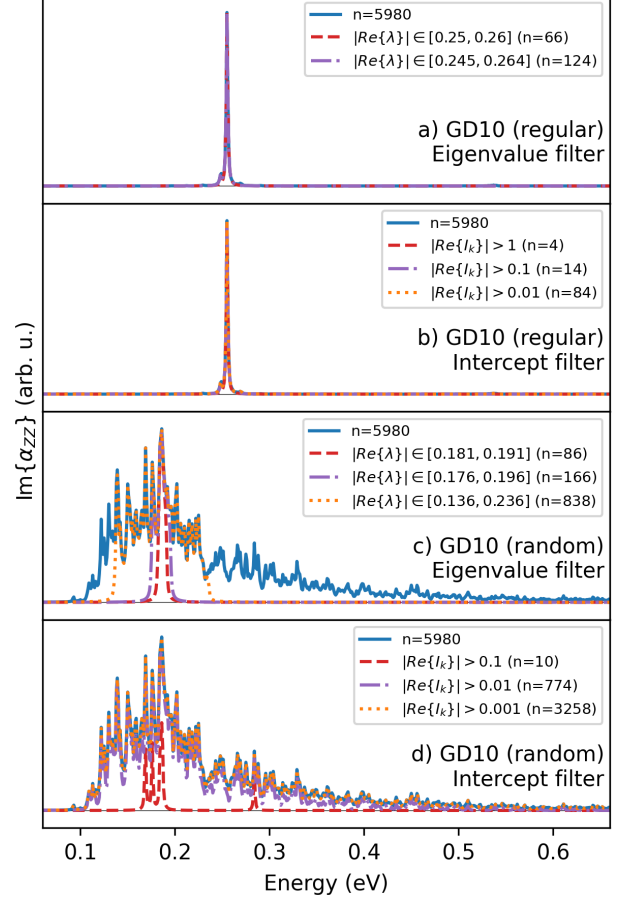 n=5980
|Re{λ}| ∈ [0.25, 0.26] (n=66)
|Re{λ}| ∈ [0.245, 0.264] (n=124)
a) GD10 (regular)
Eigenvalue filter
n=5980
|Re{I_k}| > 1 (n=4)
|Re{I_k}| > 0.1 (n=14)
|Re{I_k}| > 0.01 (n=84)
b) GD10 (regular)
Intercept filter
Im{α_ZZ} (arb. u.)
n=5980
|Re{λ}| ∈ [0.181, 0.191] (n=86)
|Re{λ}| ∈ [0.176, 0.196] (n=166)
|Re{λ}| ∈ [0.136, 0.236] (n=838)
c) GD10 (random)
Eigenvalue filter
n=5980
|Re{I_k}| > 0.1 (n=10)
|Re{I_k}| > 0.01 (n=774)
|Re{I_k}| > 0.001 (n=3258)
d) GD10 (random)
Intercept filter
0.1 0.2 0.3 0.4 0.5 0.6
Energy (eV)